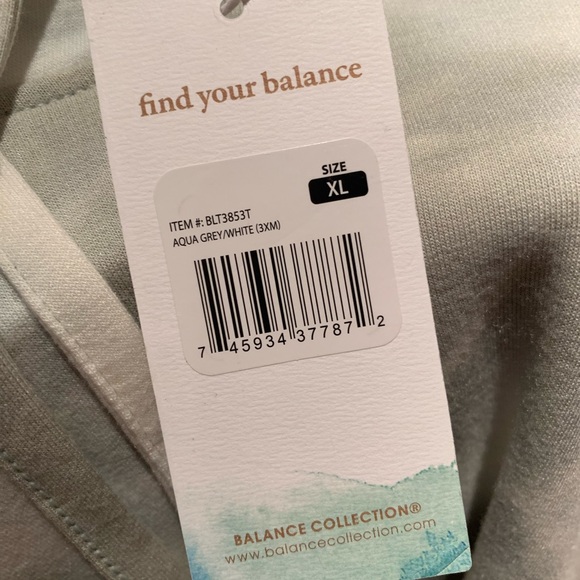 find your balance
SIZE
XL
ITEM #: BLT3853T
AQUA GREY/WHITE (3XM)
7 45934 37787 2
BALANCE COLLECTION®
www.balancecollection.com